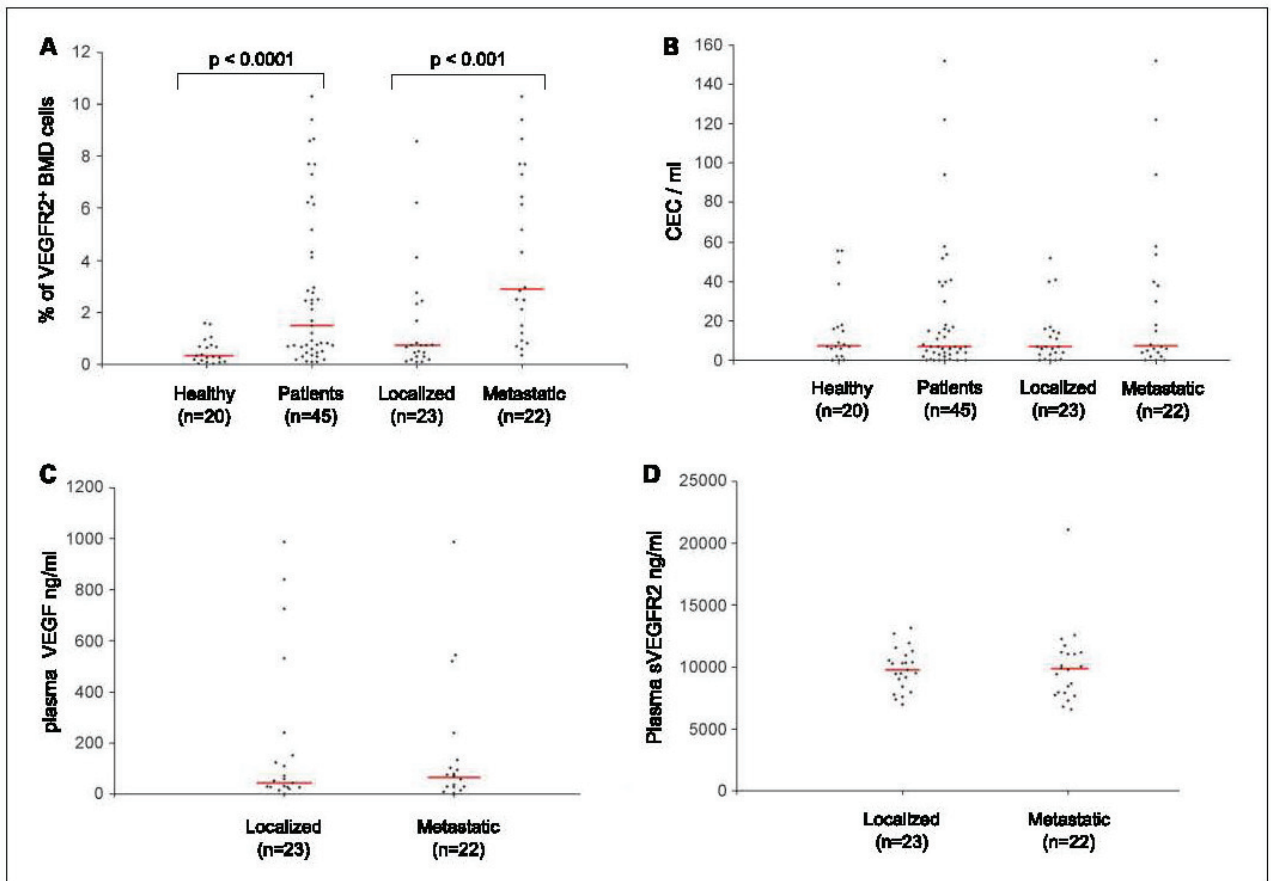 A
% of VEGFR2+ BMD cells
12
10
8
6
4
2
0
p < 0.0001
p < 0.001
Healthy
(n=20)
Patients
(n=45)
Localized
(n=23)
Metastatic
(n=22)
B
CEC / ml
160
140
120
100
80
60
40
20
0
Healthy
(n=20)
Patients
(n=45)
Localized
(n=23)
Metastatic
(n=22)
C
plasma VEGF ng/ml
1200
1000
800
600
400
200
0
Localized
(n=23)
Metastatic
(n=22)
D
Plasma sVEGFR2 ng/ml
25000
20000
15000
10000
5000
0
Localized
(n=23)
Metastatic
(n=22)